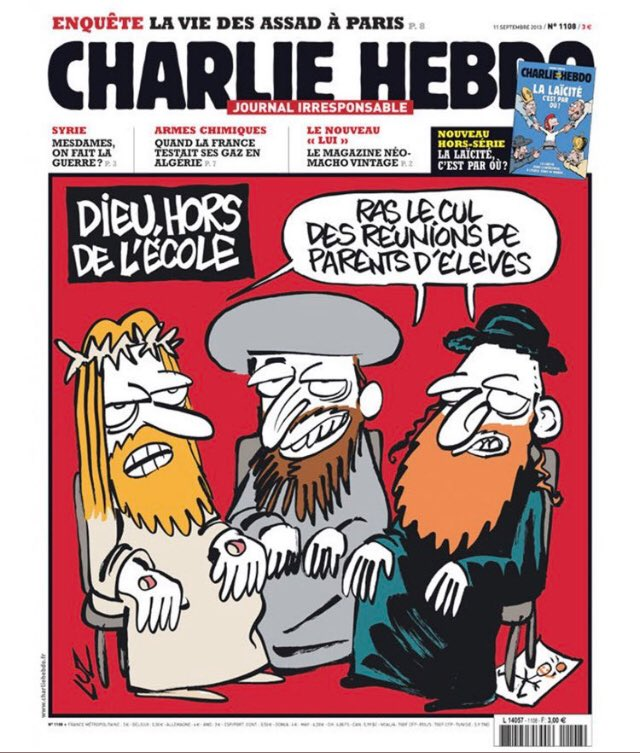 ENQUÊTE LA VIE DES ASSAD À PARIS P. 8
11 SEPTEMBRE 2013 / N° 1108 / 3 €
CHARLIE HEBDO
JOURNAL IRRESPONSABLE
SYRIE
MESDAMES,
ON FAIT LA
GUERRE? P. 3
ARMES CHIMIQUES
QUAND LA FRANCE
TESTAIT SES GAZ EN
ALGÉRIE P. 7
LE NOUVEAU
« LUI »
LE MAGAZINE NÉO-
MACHO VINTAGE P. 2
NOUVEAU
HORS-SÉRIE
LA LAÏCITÉ,
C'EST PAR OÙ?
CHARLIE HEBDO
LA LAÏCITÉ
C'EST PAR
OÙ!
DIEU, HORS
DE L'ÉCOLE
RAS LE CUL
DES RÉUNIONS DE
PARENTS D'ÉLÈVES
www.charliehebdo.fr
LUZ
N° 1108
L 14057 - 1108 - F: 3,00 €